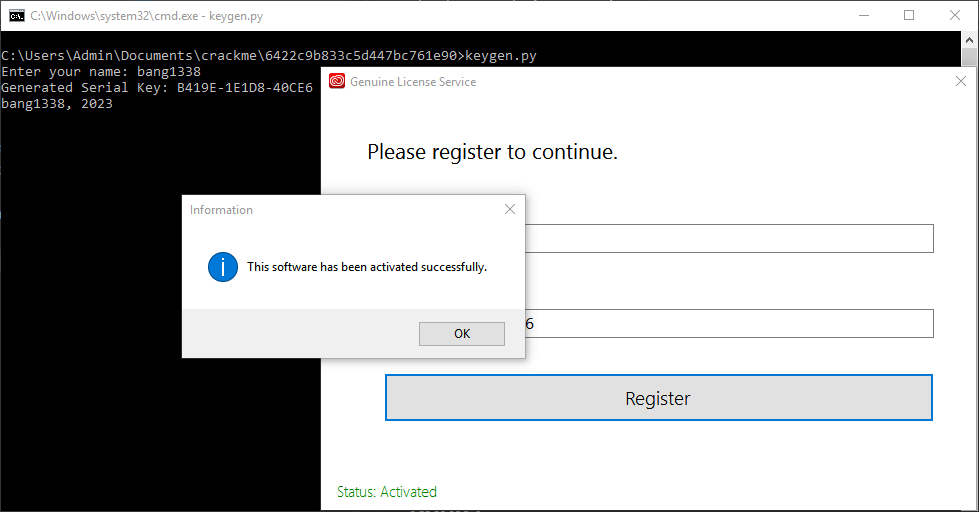 C:\Windows\system32\cmd.exe - keygen.py
C:\Users\Admin\Documents\crackme\6422c9b833c5d447bc761e90>keygen.py
Enter your name: bang1338
Generated Serial Key: B419E-1E1D8-40CE6
bang1338, 2023
Genuine License Service
Please register to continue.
Information
This software has been activated successfully.
OK
6
Register
Status: Activated